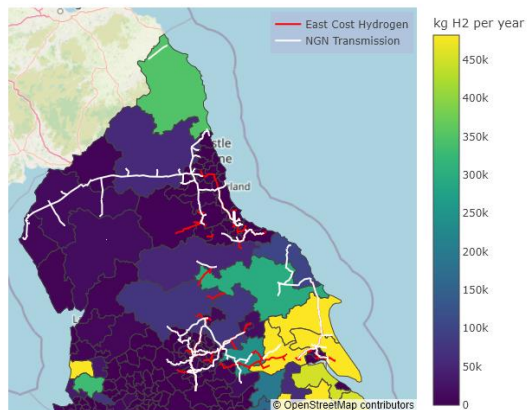 kg H2 per year
East Cost Hydrogen
NGN Transmission
450k
400k
350k
300k
250k
200k
150k
100k
50k
0
© OpenStreetMap contributors